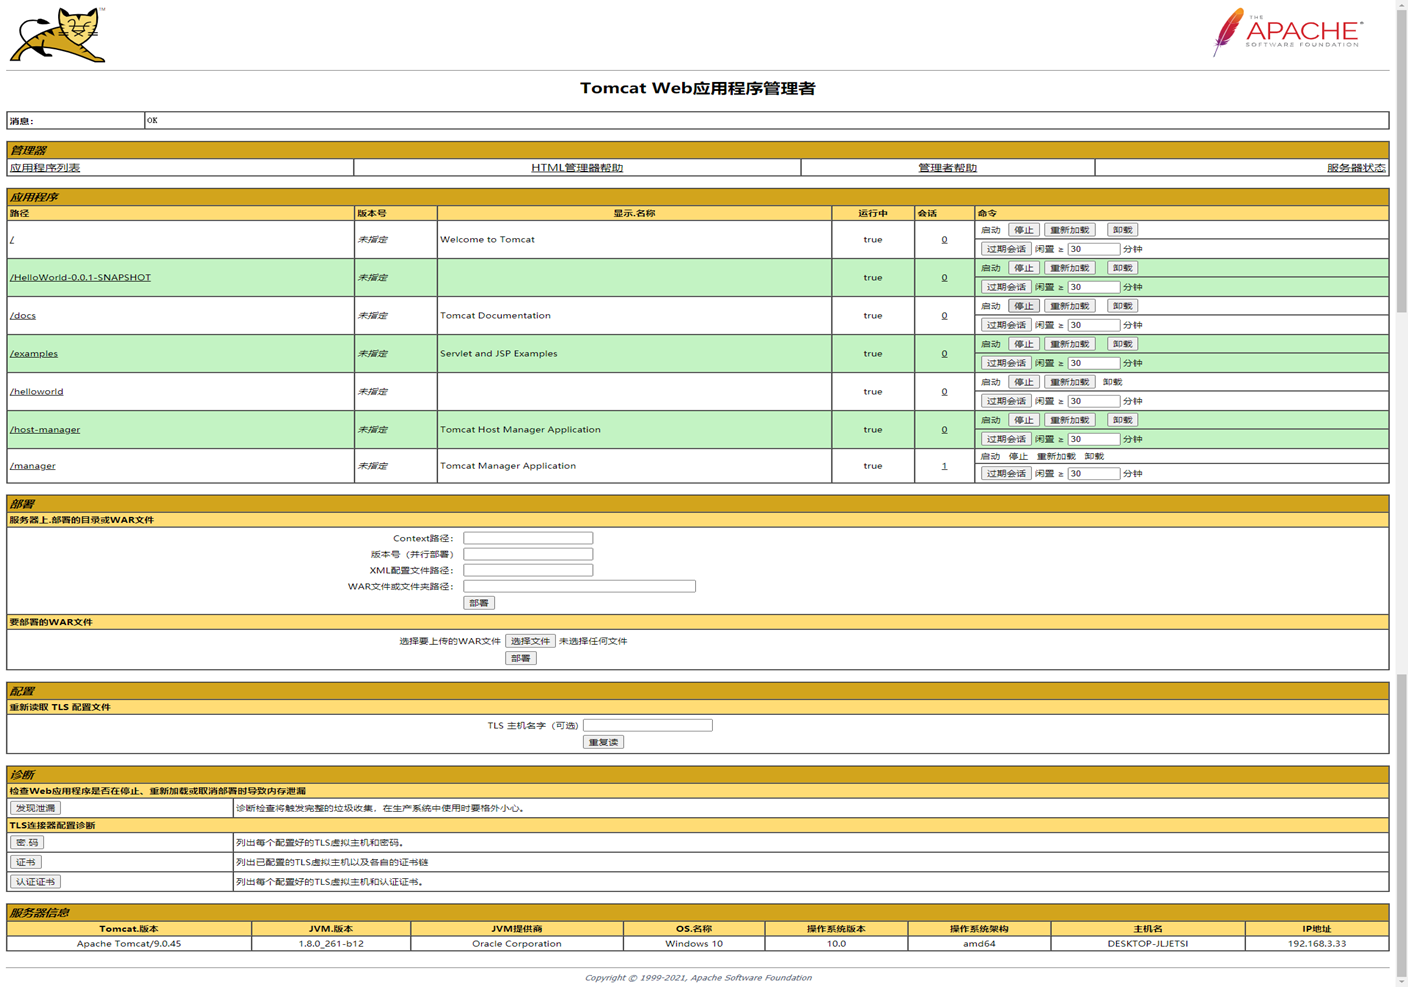 TM
THE
APACHE®
SOFTWARE FOUNDATION
Tomcat Web应用程序管理者
消息: OK
管理器
应用程序列表 HTML管理器帮助 管理者帮助 服务器状态
应用程序
路径 版本号 显示.名称 运行中 会话 命令
/ 未指定 Welcome to Tomcat true 0 启动 停止 重新加载 卸载
过期会话 闲置 ≥ 30 分钟
/HelloWorld-0.0.1-SNAPSHOT 未指定 true 0 启动 停止 重新加载 卸载
过期会话 闲置 ≥ 30 分钟
/docs 未指定 Tomcat Documentation true 0 启动 停止 重新加载 卸载
过期会话 闲置 ≥ 30 分钟
/examples 未指定 Servlet and JSP Examples true 0 启动 停止 重新加载 卸载
过期会话 闲置 ≥ 30 分钟
/helloworld 未指定 true 0 启动 停止 重新加载 卸载
过期会话 闲置 ≥ 30 分钟
/host-manager 未指定 Tomcat Host Manager Application true 0 启动 停止 重新加载 卸载
过期会话 闲置 ≥ 30 分钟
/manager 未指定 Tomcat Manager Application true 1 启动 停止 重新加载 卸载
过期会话 闲置 ≥ 30 分钟
部署
服务器上.部署的目录或WAR文件
Context路径:
版本号（并行部署）
XML配置文件路径:
WAR文件或文件夹路径:
部署
要部署的WAR文件
选择要上传的WAR文件 选择文件 未选择任何文件
部署
配置
重新读取 TLS 配置文件
TLS 主机名字（可选)
重复读
诊断
检查Web应用程序是否在停止、重新加载或取消部署时导致内存泄漏
发现泄漏 诊断检查将触发完整的垃圾收集，在生产系统中使用时要格外小心。
TLS连接器配置诊断
密.码 列出每个配置好的TLS虚拟主机和密码。
证书 列出已配置的TLS虚拟主机以及各自的证书链
认证证书 列出每个配置好的TLS虚拟主机和认证证书。
服务器信息
Tomcat.版本 JVM.版本 JVM提供商 OS.名称 操作系统版本 操作系统架构 主机名 IP地址
Apache Tomcat/9.0.45 1.8.0_261-b12 Oracle Corporation Windows 10 10.0 amd64 DESKTOP-JLJETSI 192.168.3.33
Copyright © 1999-2021, Apache Software Foundation